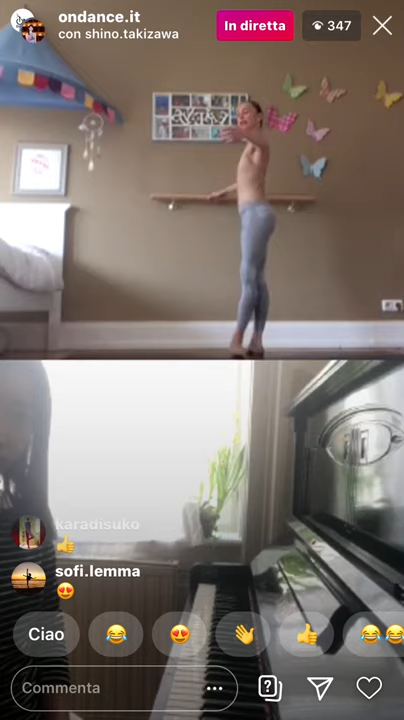 ondance.it
con shino.takizawa
In diretta
347
karadisuko
sofi.lemma
Ciao
Commenta